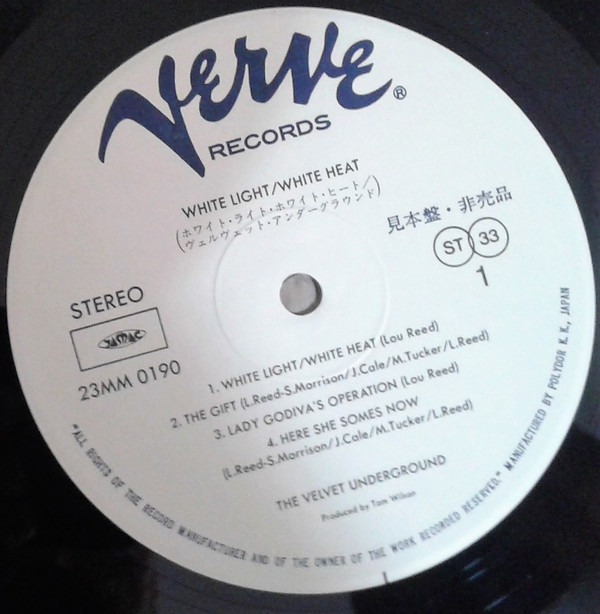 Verve®
RECORDS
WHITE LIGHT/WHITE HEAT
(ホワイト・ライト・ホワイト・ヒート/
ヴェルヴェット・アンダーグラウンド)
見本盤・非売品
ST 33
1
STEREO
JASRAC
23MM 0190
1. WHITE LIGHT/WHITE HEAT (Lou Reed)
2. THE GIFT (L.Reed-S.Morrison/J.Cale/M.Tucker/L.Reed)
3. LADY GODIVA'S OPERATION (Lou Reed)
4. HERE SHE SOMES NOW
(L.Reed-S.Morrison/J.Cale/M.Tucker/L.Reed)
THE VELVET UNDERGROUND
Produced by Tom Wilson
"ALL RIGHTS OF THE RECORD MANUFACTURER AND OF THE OWNER OF THE WORK RECORDED RESERVED." MANUFACTURED BY POLYDOR K.K., JAPAN